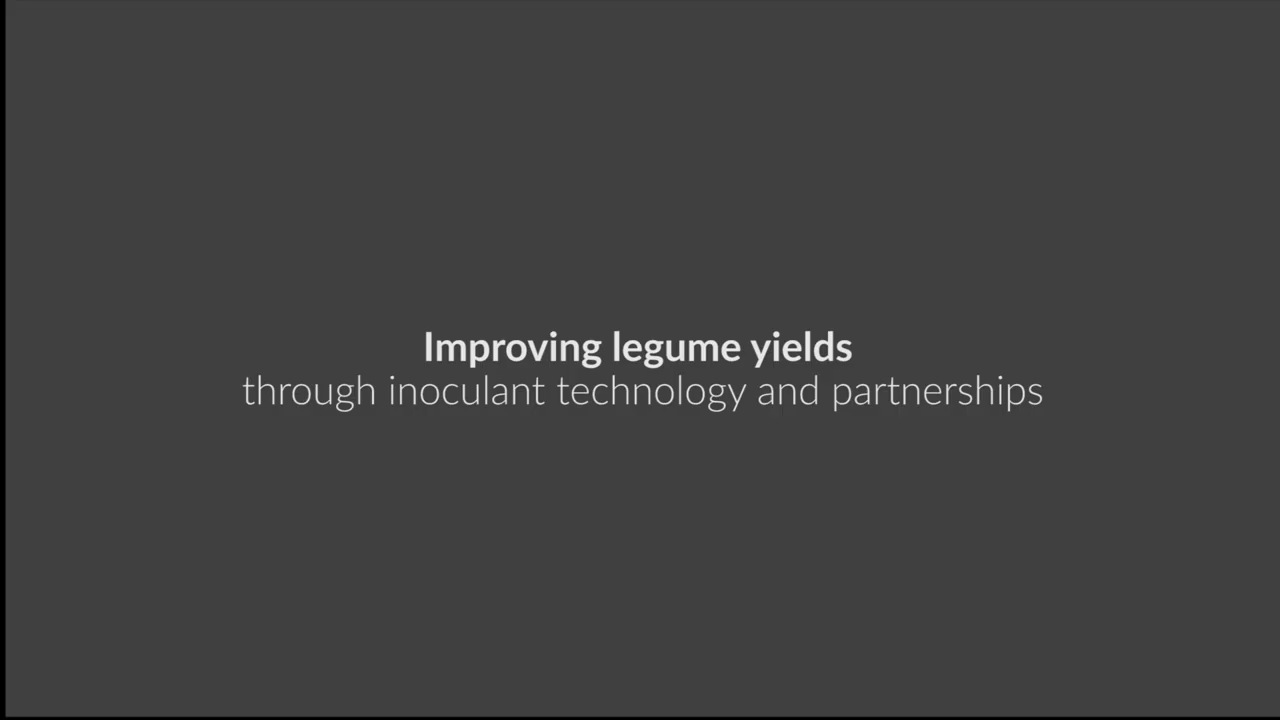 Improving legume yields
through inoculant technology and partnerships